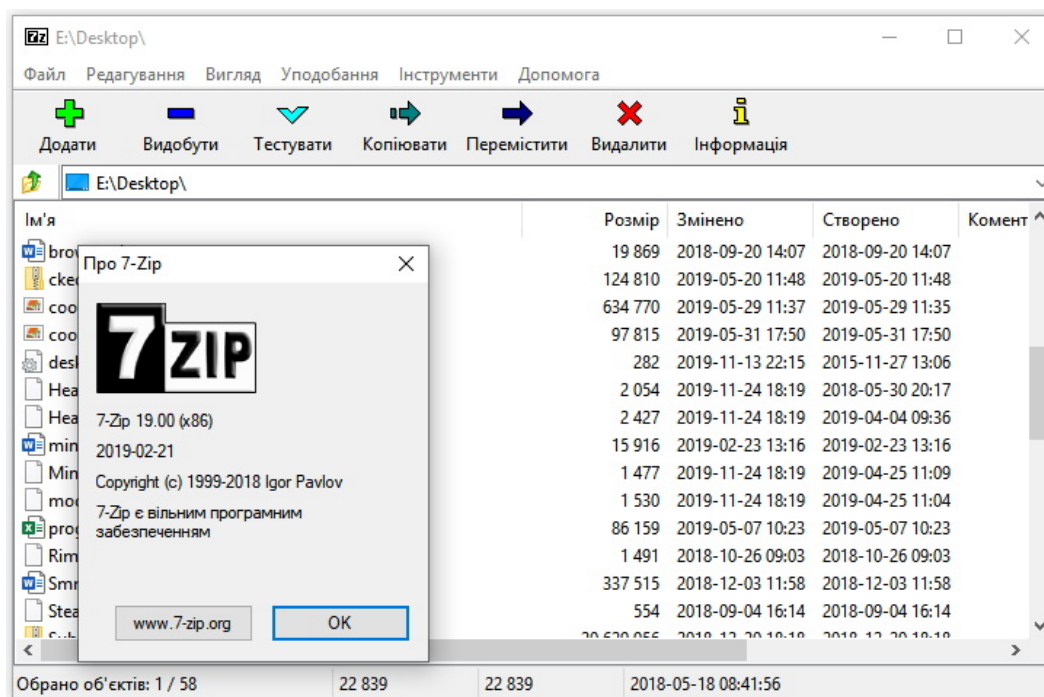 7z E:\Desktop\
Файл Редагування Вигляд Уподобання Інструменти Допомога
Додати Видобути Тестувати Копіювати Перемістити Видалити Інформація
E:\Desktop\
Ім'я Розмір Змінено Створено Комент
19 869 2018-09-20 14:07 2018-09-20 14:07
124 810 2019-05-20 11:48 2019-05-20 11:48
634 770 2019-05-29 11:37 2019-05-29 11:35
97 815 2019-05-31 17:50 2019-05-31 17:50
282 2019-11-13 22:15 2015-11-27 13:06
Hea 2 054 2019-11-24 18:19 2018-05-30 20:17
Hea 2 427 2019-11-24 18:19 2019-04-04 09:36
min 15 916 2019-02-23 13:16 2019-02-23 13:16
Min 1 477 2019-11-24 18:19 2019-04-25 11:09
1 530 2019-11-24 18:19 2019-04-25 11:04
86 159 2019-05-07 10:23 2019-05-07 10:23
Rim 1 491 2018-10-26 09:03 2018-10-26 09:03
337 515 2018-12-03 11:58 2018-12-03 11:58
Stea 554 2018-09-04 16:14 2018-09-04 16:14
Про 7-Zip
7 ZIP
7-Zip 19.00 (x86)
2019-02-21
Copyright (c) 1999-2018 Igor Pavlov
7-Zip є вільним програмним
забезпеченням
www.7-zip.org OK
Обрано об'єктів: 1 / 58 22 839 22 839 2018-05-18 08:41:56